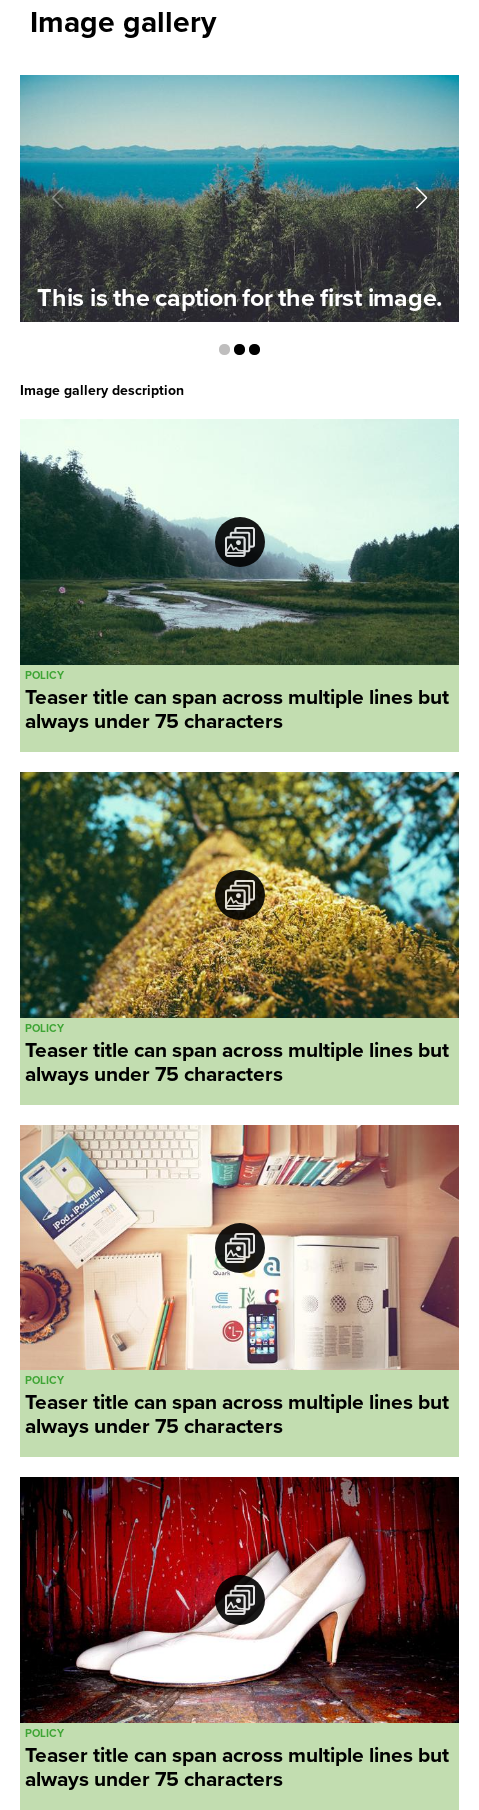 Image gallery
This is the caption for the first image.
Image gallery description
POLICY
Teaser title can span across multiple lines but
always under 75 characters
POLICY
Teaser title can span across multiple lines but
always under 75 characters
iPod & iPod mini
Quark
POLICY
Teaser title can span across multiple lines but
always under 75 characters
POLICY
Teaser title can span across multiple lines but
always under 75 characters